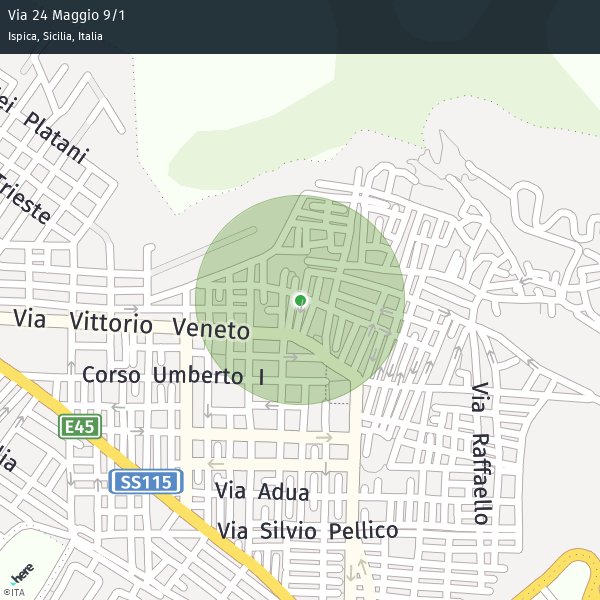 Via 24 Maggio 9/1
Ispica, Sicilia, Italia
ei Platani
Trieste
Via Vittorio Veneto
Corso Umberto I
E45
Via Raffaello
lia
SS115
Via Adua
Via Silvio Pellico
here
©ITA